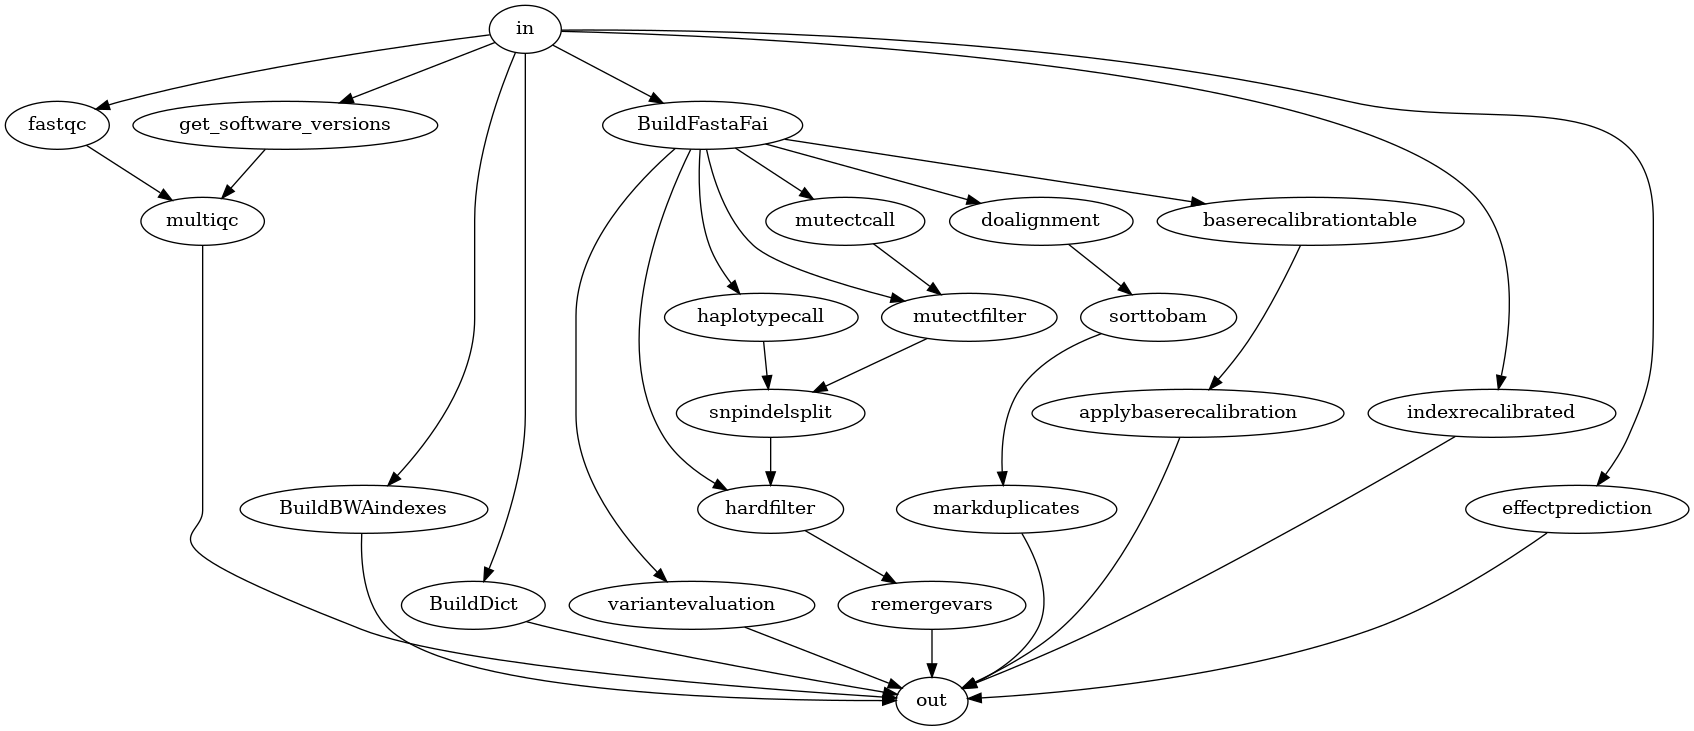 in
fastqc
get_software_versions
BuildFastaFai
multiqc
mutectcall
doalignment
baserecalibrationtable
haplotypecall
mutectfilter
sorttobam
snpindelsplit
applybaserecalibration
indexrecalibrated
BuildBWAindexes
hardfilter
markduplicates
effectprediction
BuildDict
variantevaluation
remergevars
out